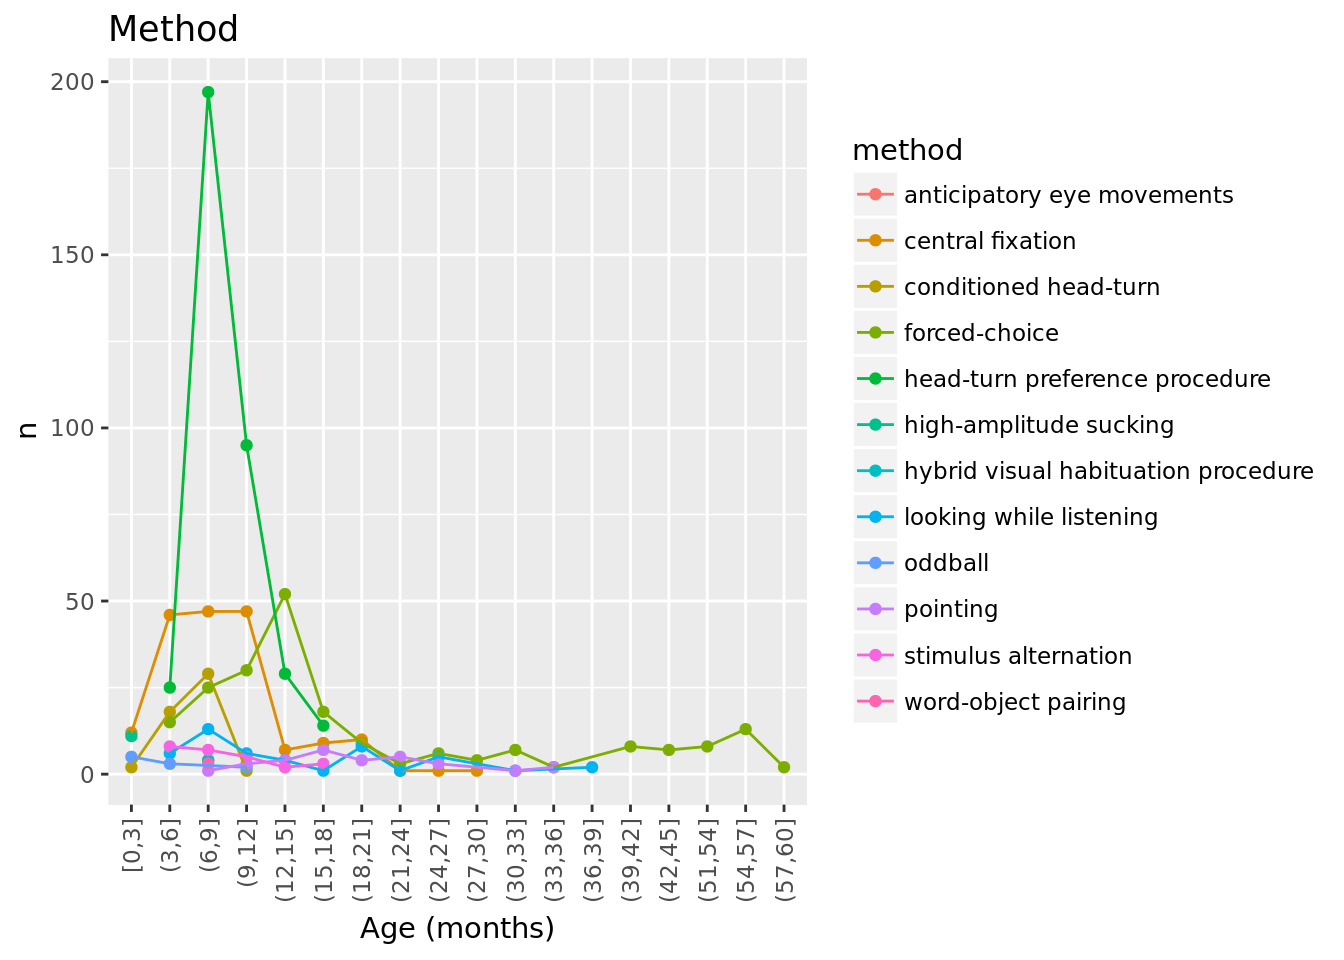 Method
200
150
100
50
0
n
[0,3]
(3,6]
(6,9]
(9,12]
(12,15]
(15,18]
(18,21]
(21,24]
(24,27]
(27,30]
(30,33]
(33,36]
(36,39]
(39,42]
(42,45]
(51,54]
(54,57]
(57,60]
Age (months)
method
anticipatory eye movements
central fixation
conditioned head-turn
forced-choice
head-turn preference procedure
high-amplitude sucking
hybrid visual habituation procedure
looking while listening
oddball
pointing
stimulus alternation
word-object pairing